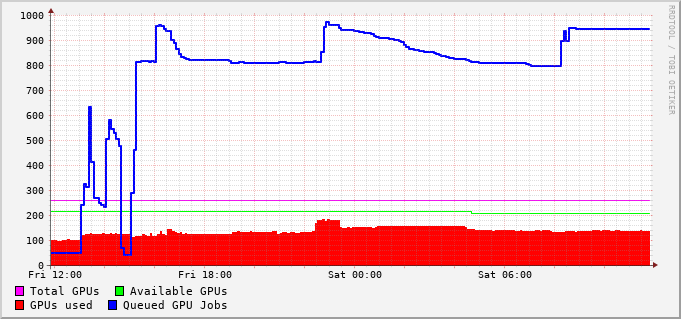 1000
900
800
700
600
500
400
300
200
100
0
Fri 12:00 Fri 18:00 Sat 00:00 Sat 06:00
Total GPUs Available GPUs
GPUs used Queued GPU Jobs
RRDTOOL / TOBI OETIKER